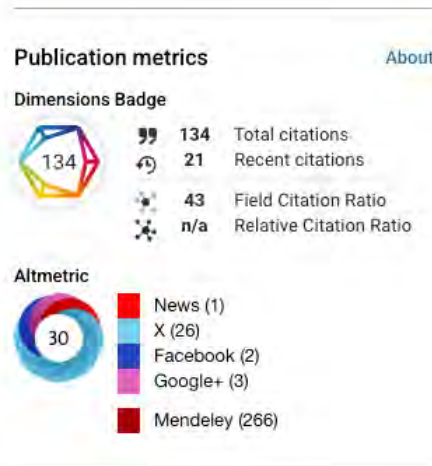 Publication metrics About
Dimensions Badge
134
134 Total citations
21 Recent citations
43 Field Citation Ratio
n/a Relative Citation Ratio
Altmetric
30
News (1)
X (26)
Facebook (2)
Google+ (3)
Mendeley (266)